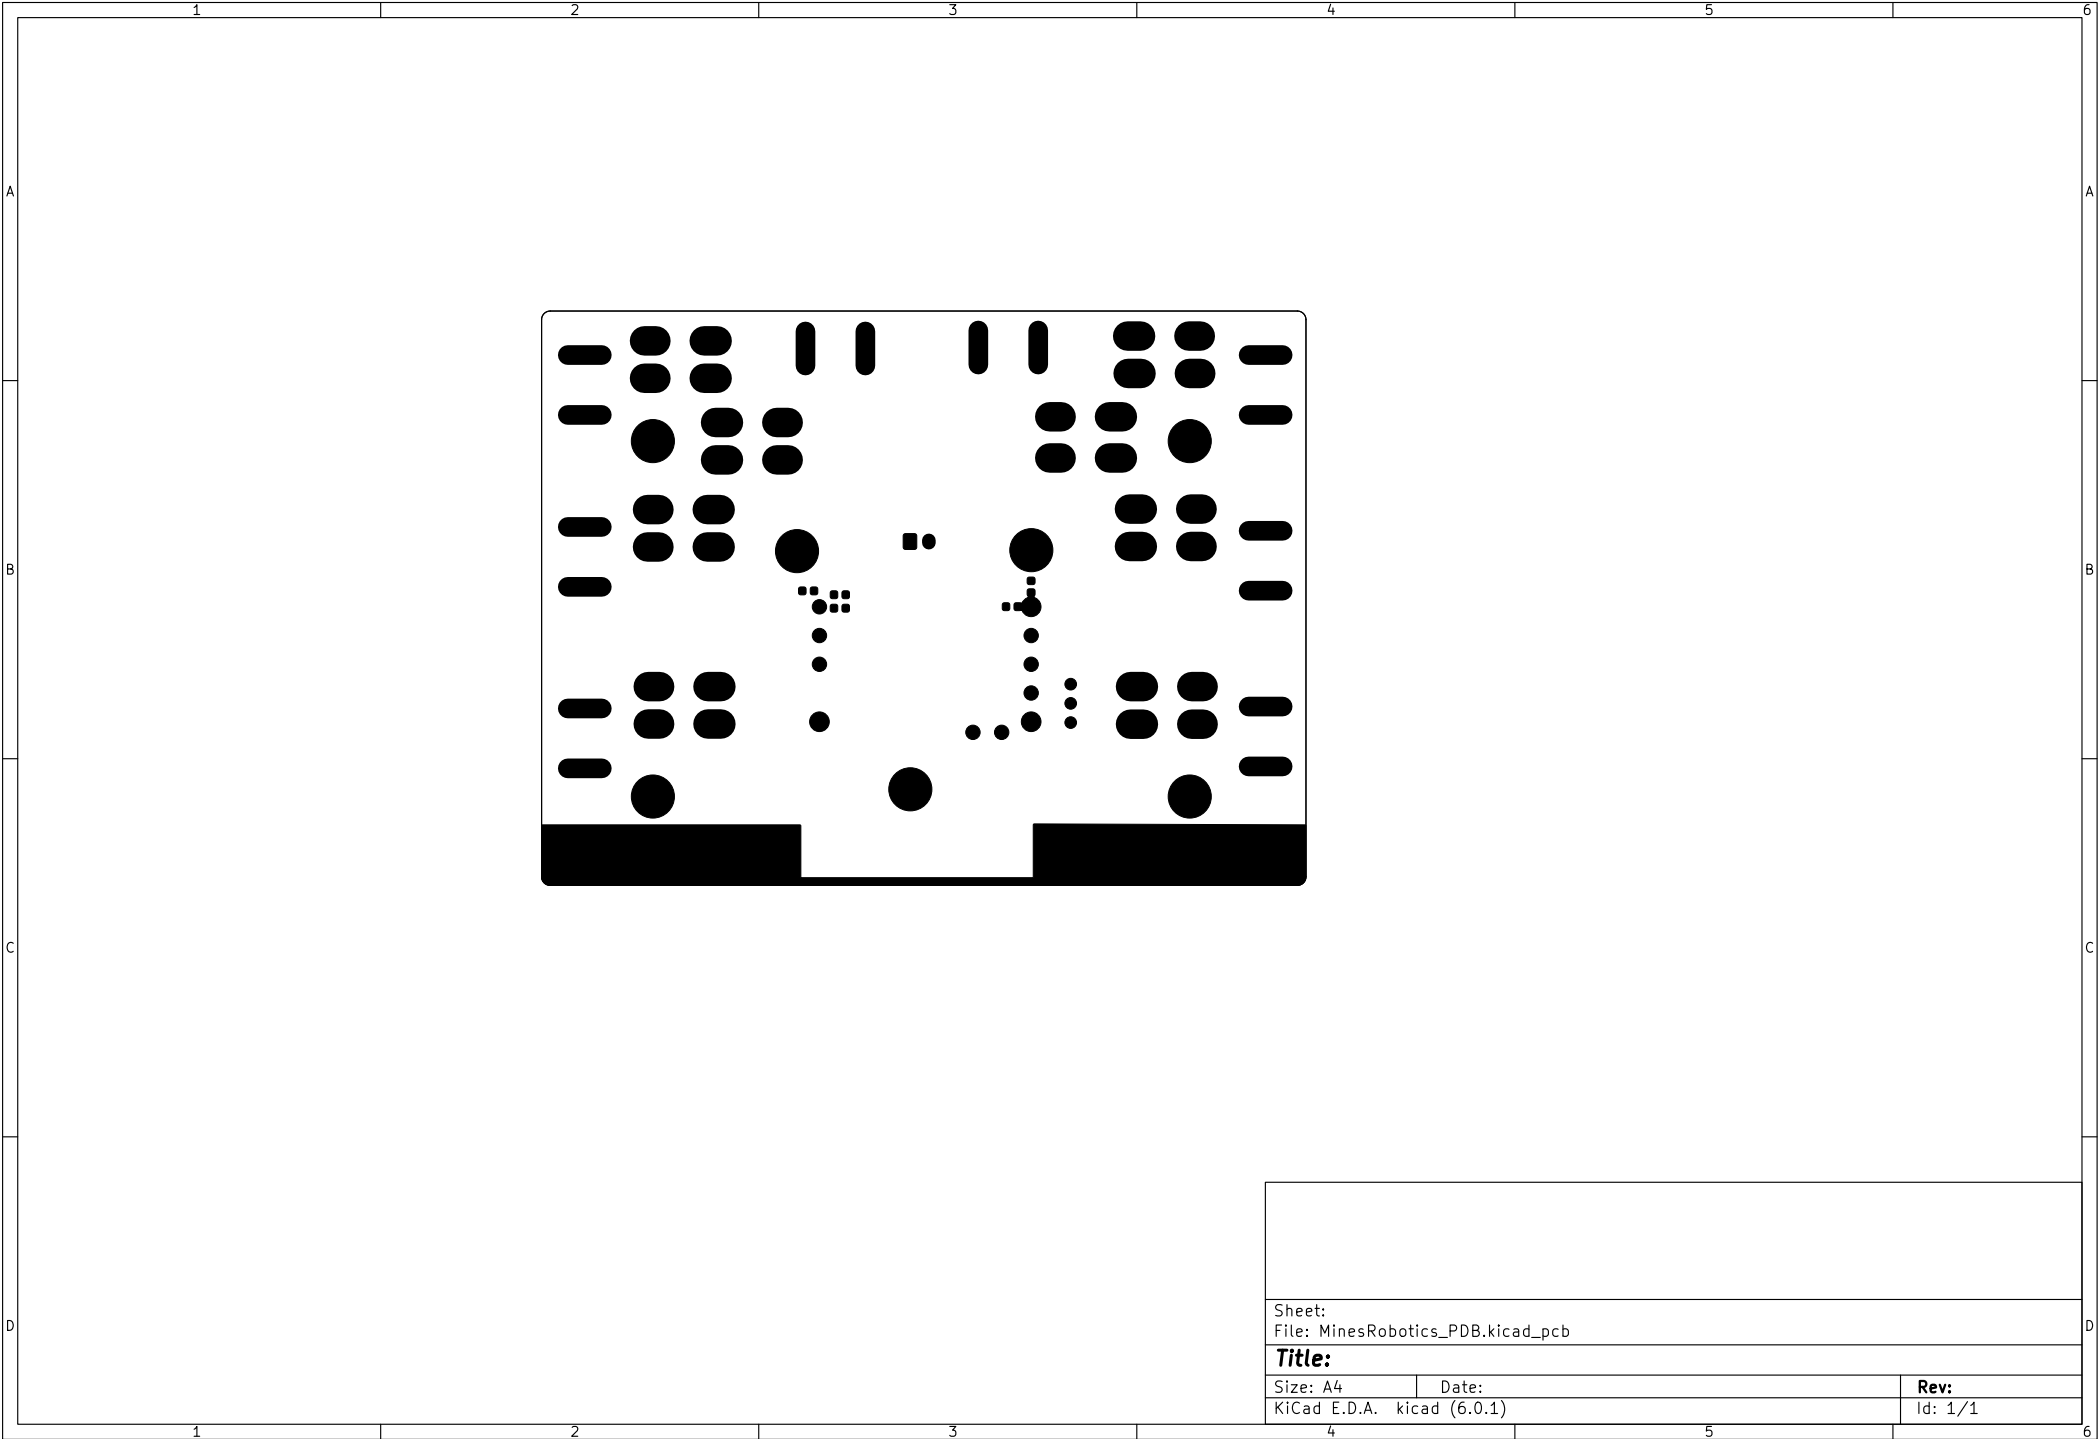 1 2 3 4 5 6
A A
B B
C C
Sheet:
File: MinesRobotics_PDB.kicad_pcb
D D
Title:
Size: A4 Date: Rev:
KiCad E.D.A. kicad (6.0.1) Id: 1/1
1 2 3 4 5 6